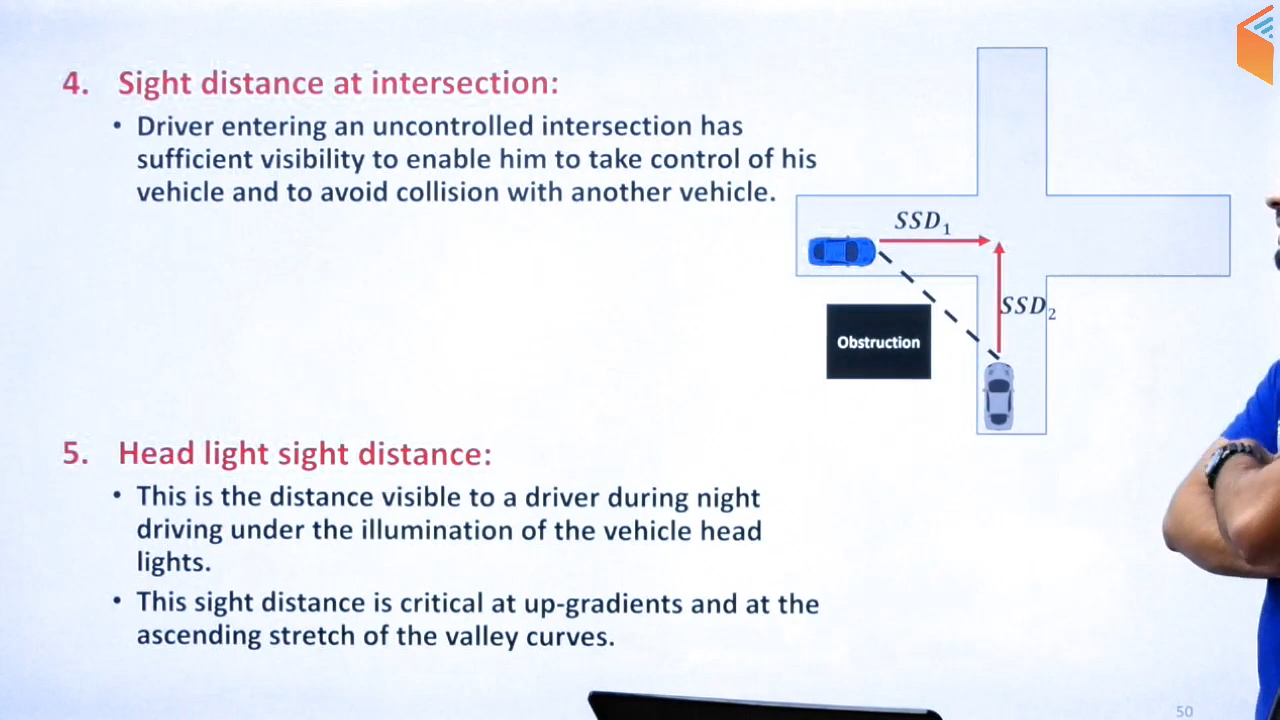 4. Sight distance at intersection:
• Driver entering an uncontrolled intersection has
sufficient visibility to enable him to take control of his
vehicle and to avoid collision with another vehicle.
SSD₁
SSD₂
Obstruction
5. Head light sight distance:
• This is the distance visible to a driver during night
driving under the illumination of the vehicle head
lights.
• This sight distance is critical at up-gradients and at the
ascending stretch of the valley curves.
50